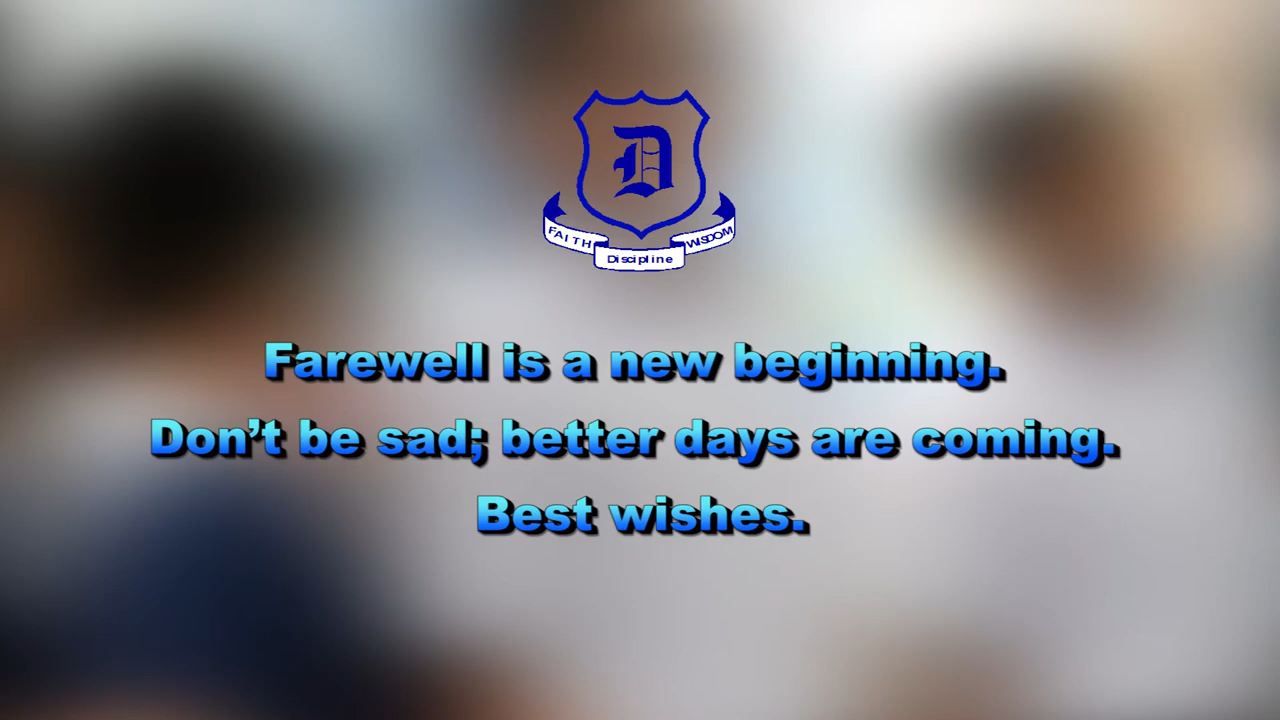 D
FAITH
Discipline
WISDOM
Farewell is a new beginning.
Don’t be sad; better days are coming.
Best wishes.